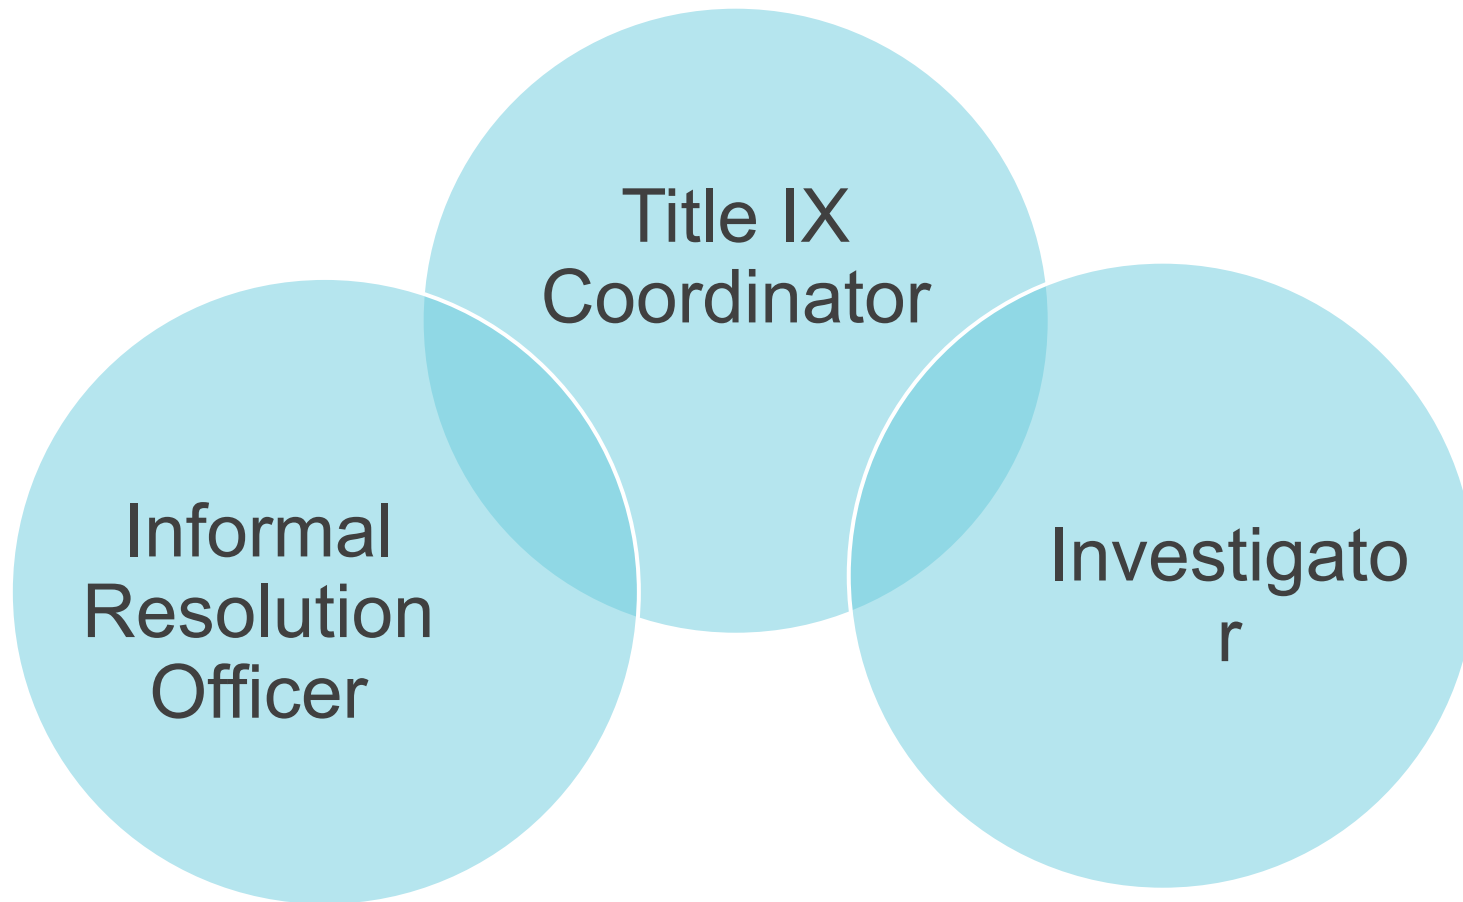 Title IX
Coordinator
Informal
Resolution
Officer
Investigato
r